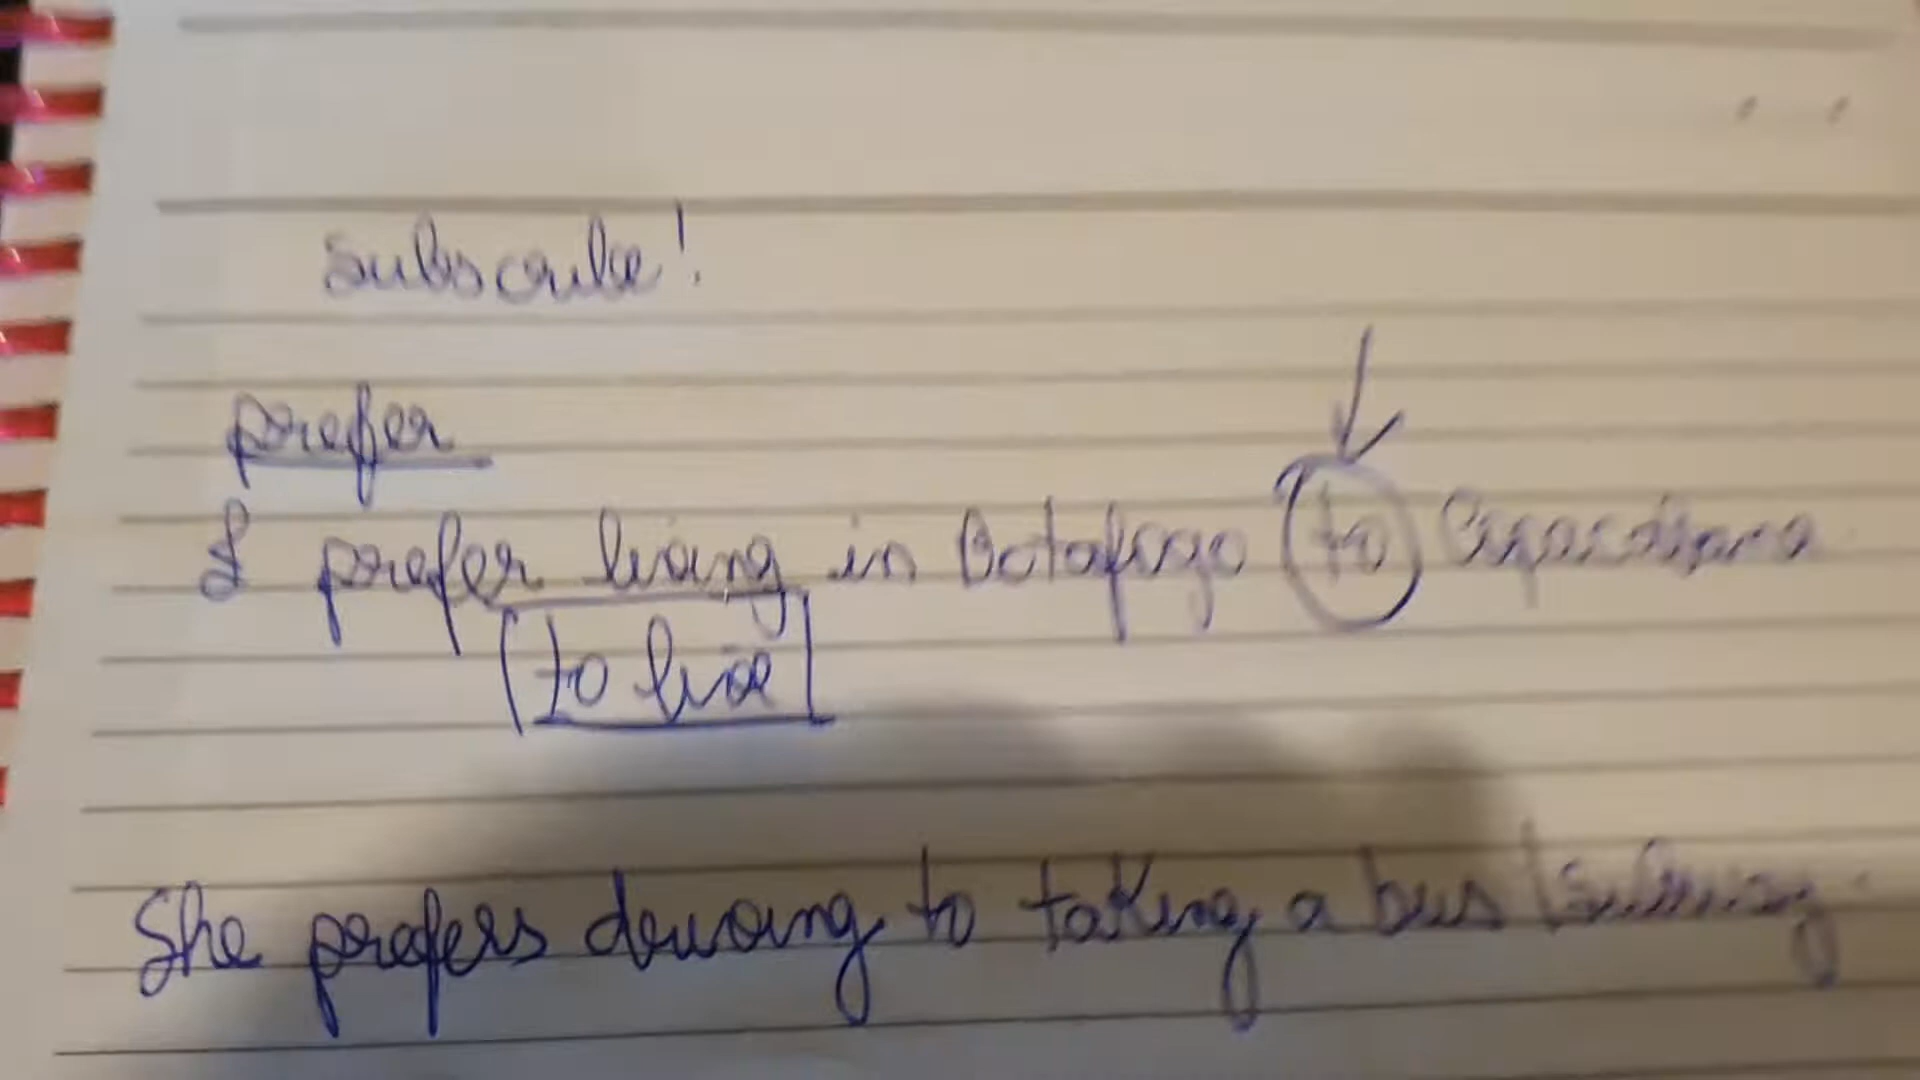 subscribe!
prefer
I prefer living in Botafogo to Copacabana
to live
She prefers driving to taking a bus / subway.